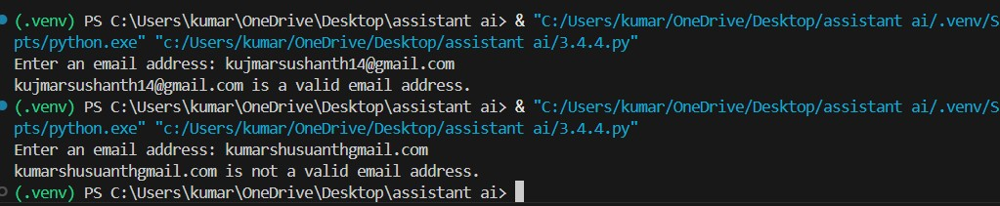 (.venv) PS C:\Users\kumar\OneDrive\Desktop\assistant ai> & "C:/Users/kumar/OneDrive/Desktop/assistant ai/.venv/S
pts/python.exe" "c:/Users/kumar/OneDrive/Desktop/assistant ai/3.4.4.py"
Enter an email address: kujmarsushanth14@gmail.com
kujmarsushanth14@gmail.com is a valid email address.
(.venv) PS C:\Users\kumar\OneDrive\Desktop\assistant ai> & "C:/Users/kumar/OneDrive/Desktop/assistant ai/.venv/S
pts/python.exe" "c:/Users/kumar/OneDrive/Desktop/assistant ai/3.4.4.py"
Enter an email address: kumarshusuanthgmail.com
kumarshusuanthgmail.com is not a valid email address.
(.venv) PS C:\Users\kumar\OneDrive\Desktop\assistant ai>